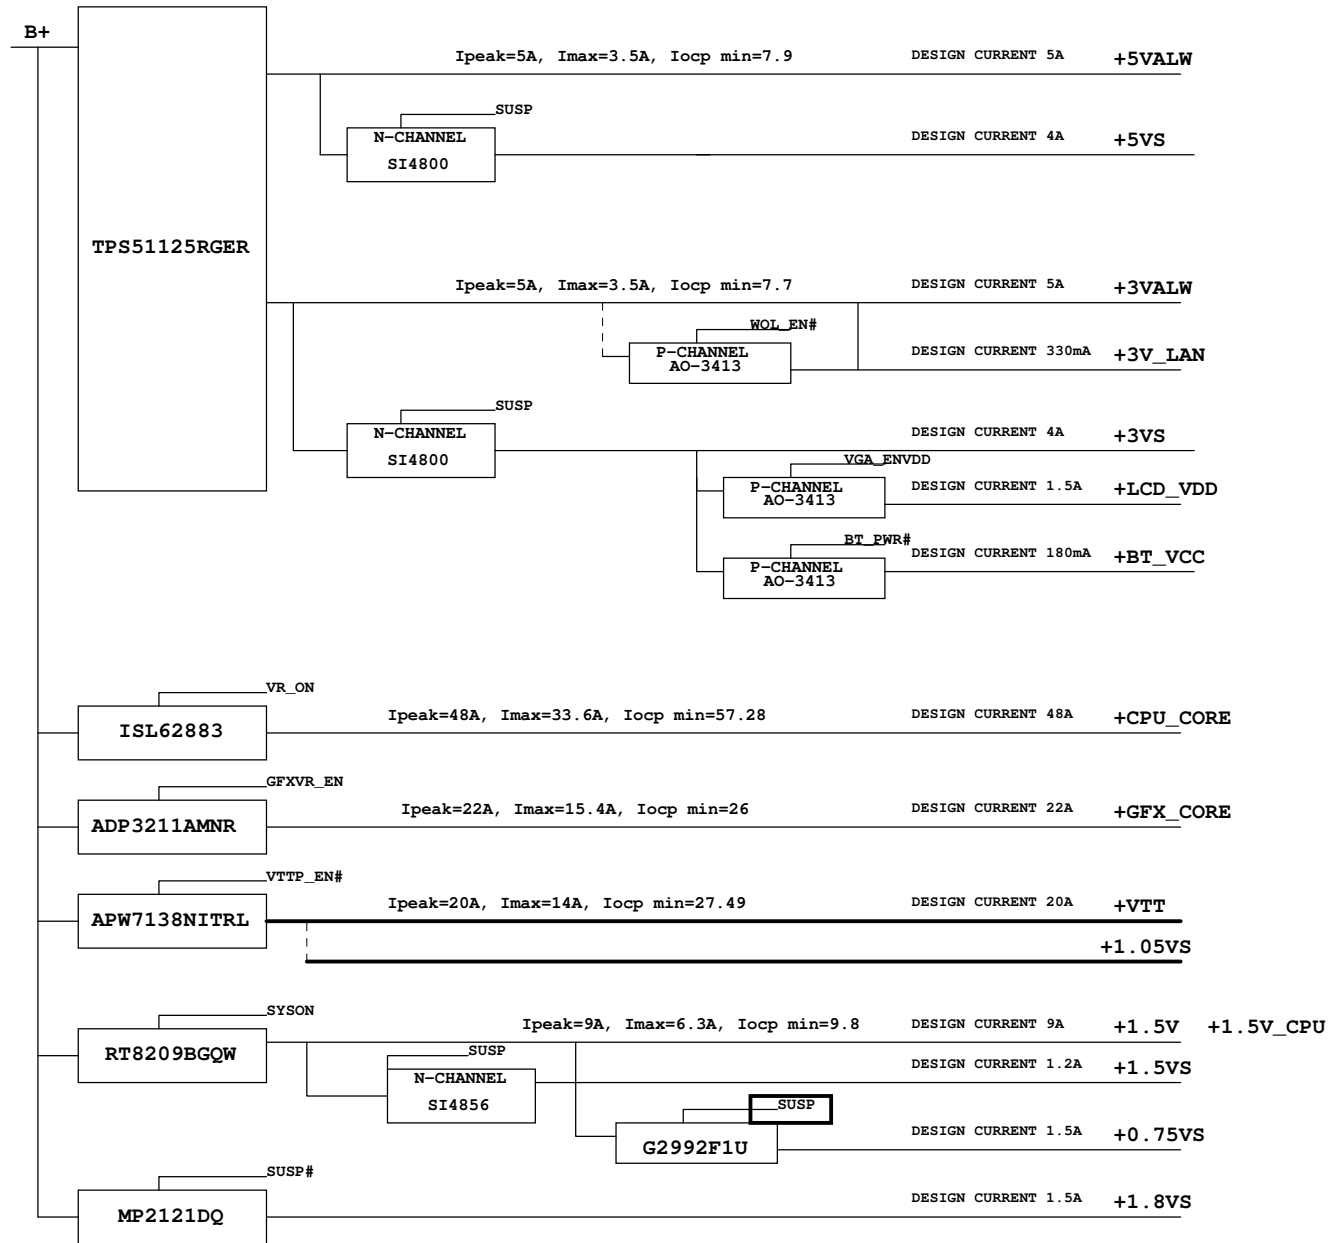 B+
Ipeak=5A, Imax=3.5A, Iocp min=7.9 DESIGN CURRENT 5A +5VALW
SUSP
N-CHANNEL
SI4800
DESIGN CURRENT 4A +5VS
TPS51125RGER
Ipeak=5A, Imax=3.5A, Iocp min=7.7 DESIGN CURRENT 5A +3VALW
WOL_EN#
P-CHANNEL
AO-3413
DESIGN CURRENT 330mA +3V_LAN
SUSP
N-CHANNEL
SI4800
DESIGN CURRENT 4A +3VS
VGA_ENVDD
P-CHANNEL
AO-3413
DESIGN CURRENT 1.5A +LCD_VDD
BT_PWR#
P-CHANNEL
AO-3413
DESIGN CURRENT 180mA +BT_VCC
VR_ON
ISL62883
Ipeak=48A, Imax=33.6A, Iocp min=57.28 DESIGN CURRENT 48A +CPU_CORE
GFXVR_EN
ADP3211AMNR
Ipeak=22A, Imax=15.4A, Iocp min=26 DESIGN CURRENT 22A +GFX_CORE
VTTP_EN#
APW7138NITRL
Ipeak=20A, Imax=14A, Iocp min=27.49 DESIGN CURRENT 20A +VTT
+1.05VS
SYSON
RT8209BGQW
Ipeak=9A, Imax=6.3A, Iocp min=9.8 DESIGN CURRENT 9A +1.5V +1.5V_CPU
SUSP
N-CHANNEL
SI4856
DESIGN CURRENT 1.2A +1.5VS
SUSP
G2992F1U
DESIGN CURRENT 1.5A +0.75VS
SUSP#
MP2121DQ
DESIGN CURRENT 1.5A +1.8VS